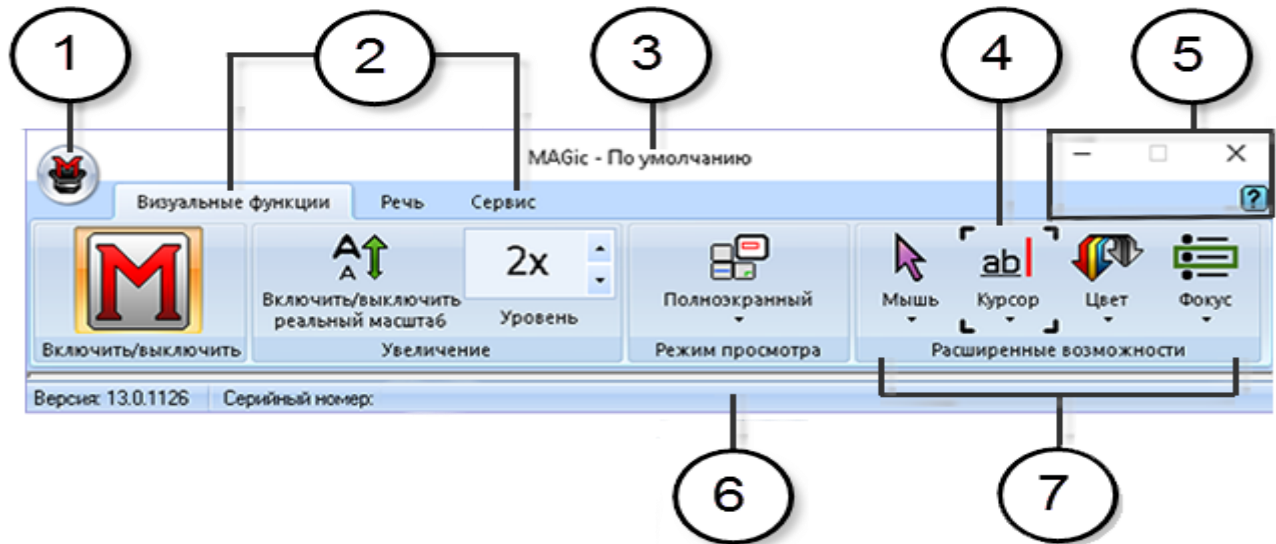 1
2
3
4
5
MAGic - По умолчанию
Визуальные функции
Речь
Сервис
?
M
A
A
Включить/выключить
реальный масштаб
2x
Уровень
Полноэкранный
Мышь
ab
Курсор
Цвет
Фокус
Включить/выключить
Увеличение
Режим просмотра
Расширенные возможности
Версия: 13.0.1126
Серийный номер:
6
7